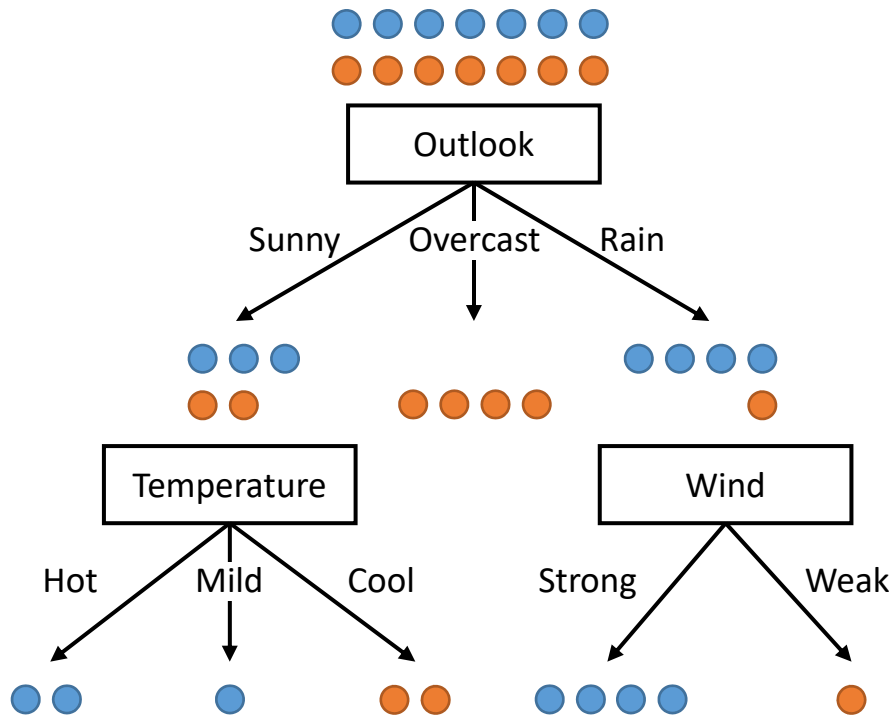 Outlook
Sunny
Overcast
Rain
Temperature
Wind
Hot
Mild
Cool
Strong
Weak